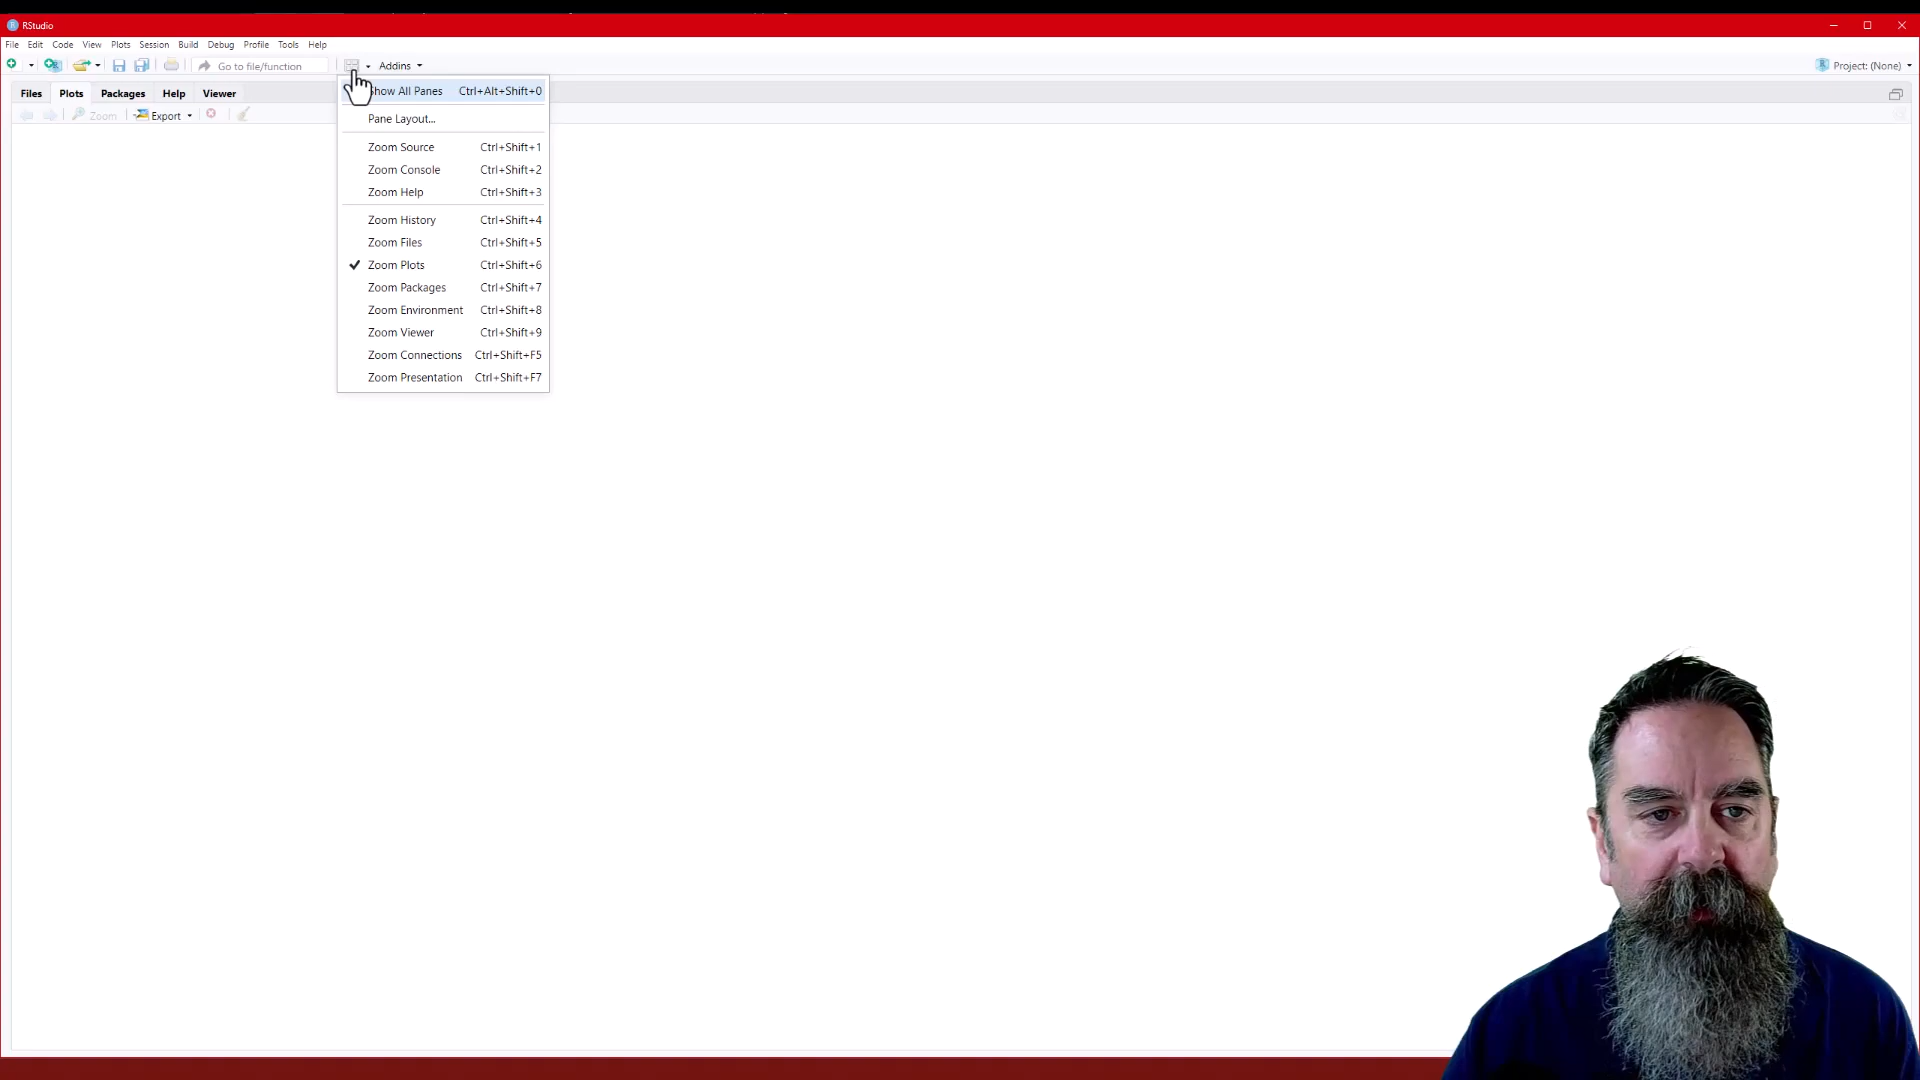 RStudio
File Edit Code View Plots Session Build Debug Profile Tools Help
Go to file/function Addins Project: (None)
Files Plots Packages Help Viewer
Zoom Export
Show All Panes Ctrl+Alt+Shift+0
Pane Layout...
Zoom Source Ctrl+Shift+1
Zoom Console Ctrl+Shift+2
Zoom Help Ctrl+Shift+3
Zoom History Ctrl+Shift+4
Zoom Files Ctrl+Shift+5
Zoom Plots Ctrl+Shift+6
Zoom Packages Ctrl+Shift+7
Zoom Environment Ctrl+Shift+8
Zoom Viewer Ctrl+Shift+9
Zoom Connections Ctrl+Shift+F5
Zoom Presentation Ctrl+Shift+F7